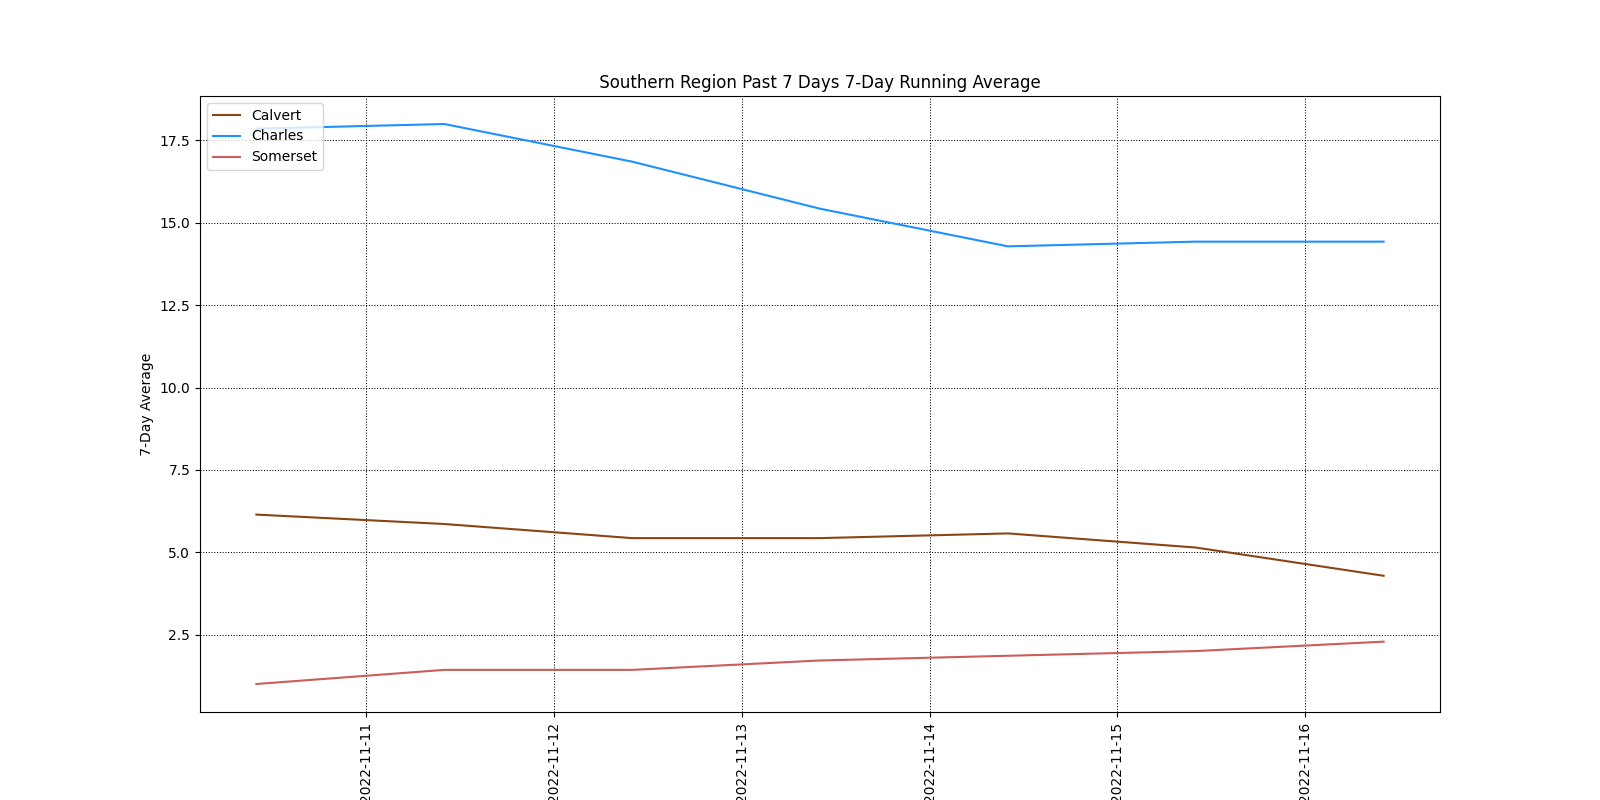 Southern Region Past 7 Days 7-Day Running Average
Calvert
Charles
Somerset
17.5
15.0
12.5
10.0
7.5
5.0
2.5
7-Day Average
2022-11-11
2022-11-12
2022-11-13
2022-11-14
2022-11-15
2022-11-16